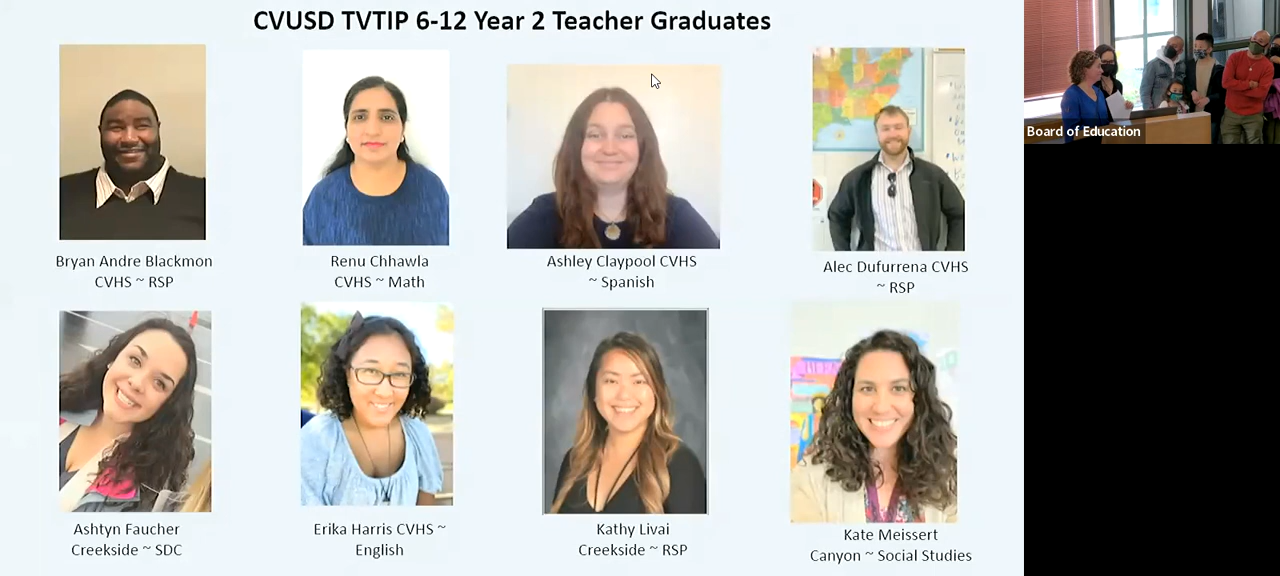 CVUSD TVTIP 6-12 Year 2 Teacher Graduates
Board of Education
Bryan Andre Blackmon
CVHS ~ RSP
Renu Chhawla
CVHS ~ Math
Ashley Claypool CVHS
~ Spanish
Alec Dufurrena CVHS
~ RSP
Ashtyn Faucher
Creekside ~ SDC
Erika Harris CVHS ~
English
Kathy Livai
Creekside ~ RSP
Kate Meissert
Canyon ~ Social Studies